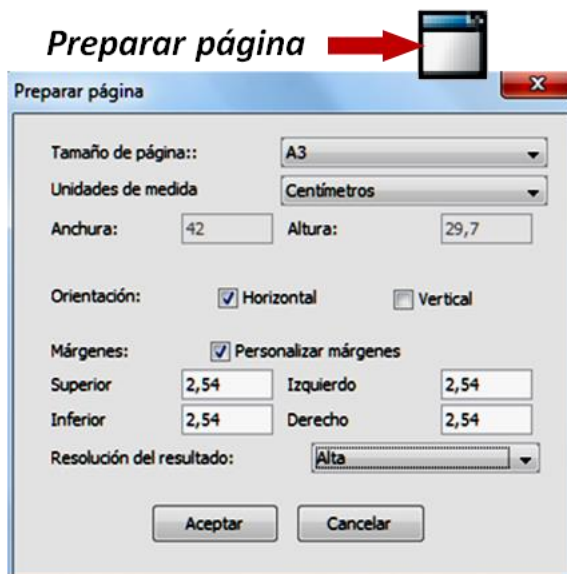 Preparar página
Preparar página
Tamaño de página:: A3
Unidades de medida Centímetros
Anchura: 42 Altura: 29,7
Orientación: Horizontal Vertical
Márgenes: Personalizar márgenes
Superior 2,54 Izquierdo 2,54
Inferior 2,54 Derecho 2,54
Resolución del resultado: Alta
Aceptar Cancelar